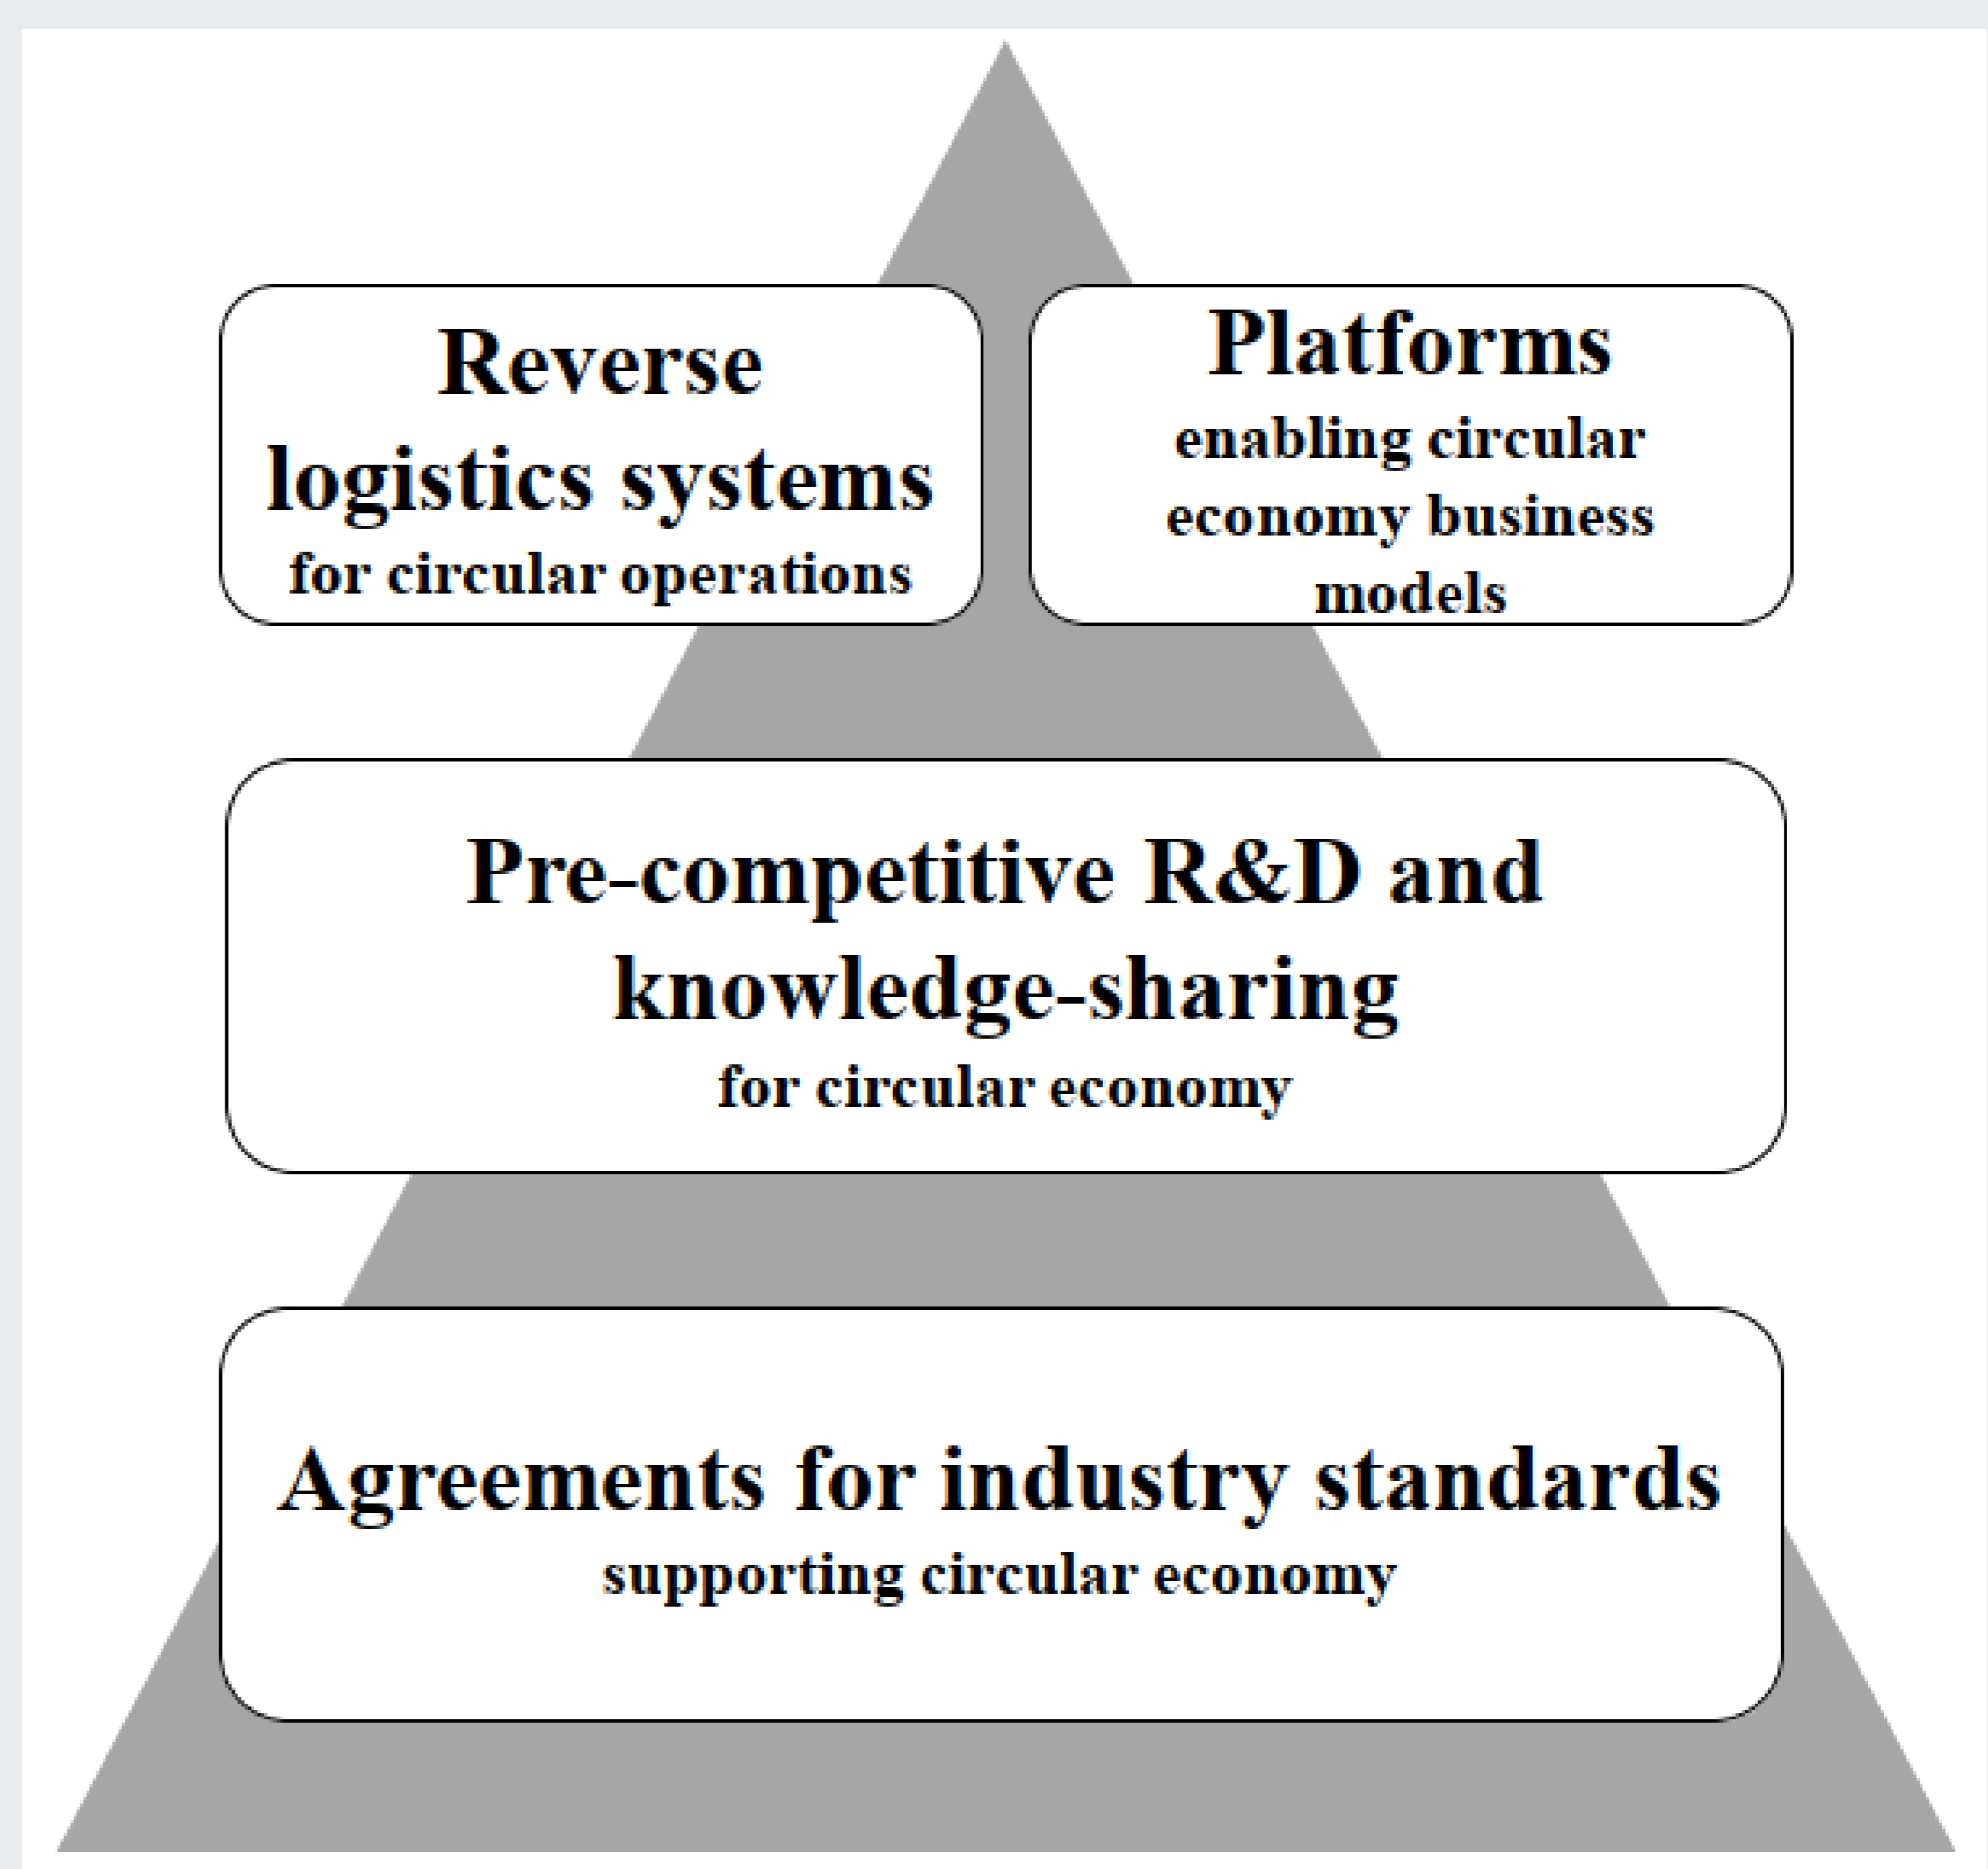 Reverse
logistics systems
for circular operations
Platforms
enabling circular
economy business
models
Pre-competitive R&D and
knowledge-sharing
for circular economy
Agreements for industry standards
supporting circular economy